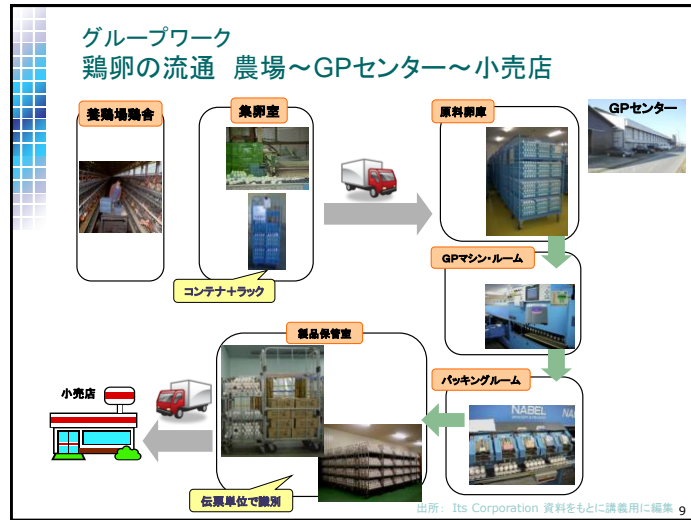 グループワーク
鶏卵の流通 農場～GPセンター～小売店
養鶏場鶏舎
集卵室
原料卵庫
GPセンター
コンテナ＋ラック
GPマシン・ルーム
製品保管室
小売店
パッキングルーム
NABEL
NA
伝票単位で識別
出所： Its Corporation 資料をもとに講義用に編集
9